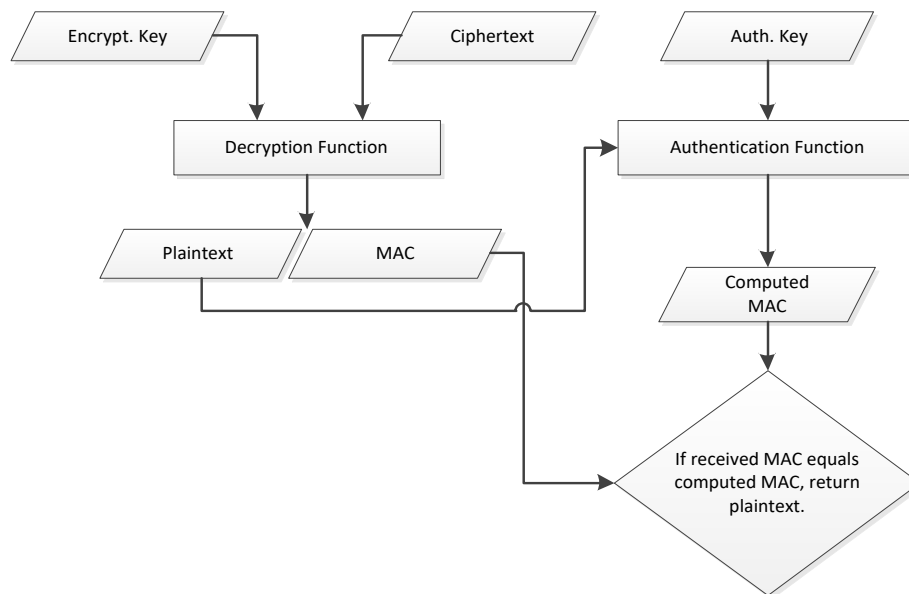 Encrypt. Key
Ciphertext
Auth. Key
Decryption Function
Authentication Function
Plaintext
MAC
Computed
MAC
If received MAC equals
computed MAC, return
plaintext.